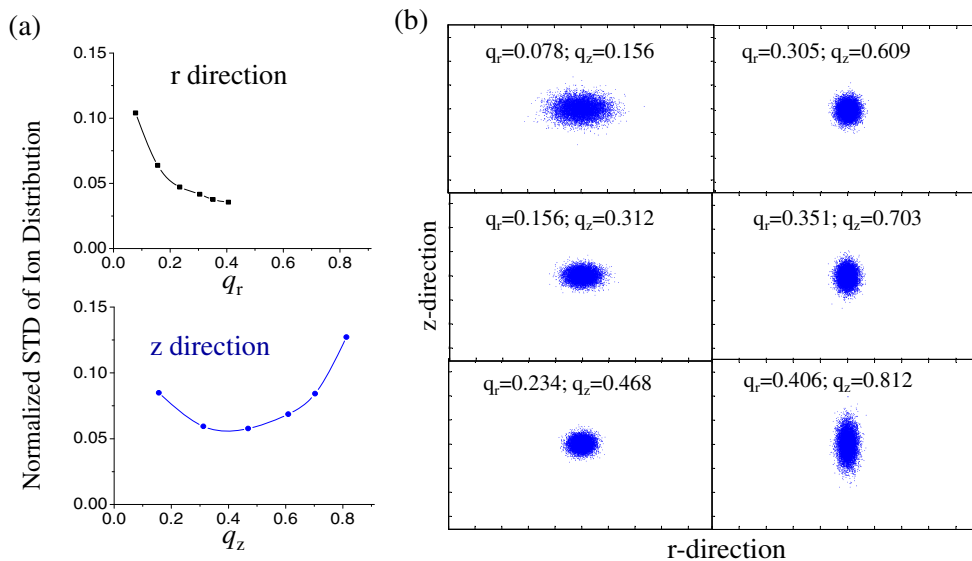 (a)
Normalized STD of Ion Distribution
0.15
r direction
0.10
0.05
0.00
0.0 0.2 0.4 0.6 0.8
qr
0.15
z direction
0.10
0.05
0.00
0.0 0.2 0.4 0.6 0.8
qz
(b)
z-direction
qr=0.078; qz=0.156
qr=0.305; qz=0.609
qr=0.156; qz=0.312
qr=0.351; qz=0.703
qr=0.234; qz=0.468
qr=0.406; qz=0.812
r-direction